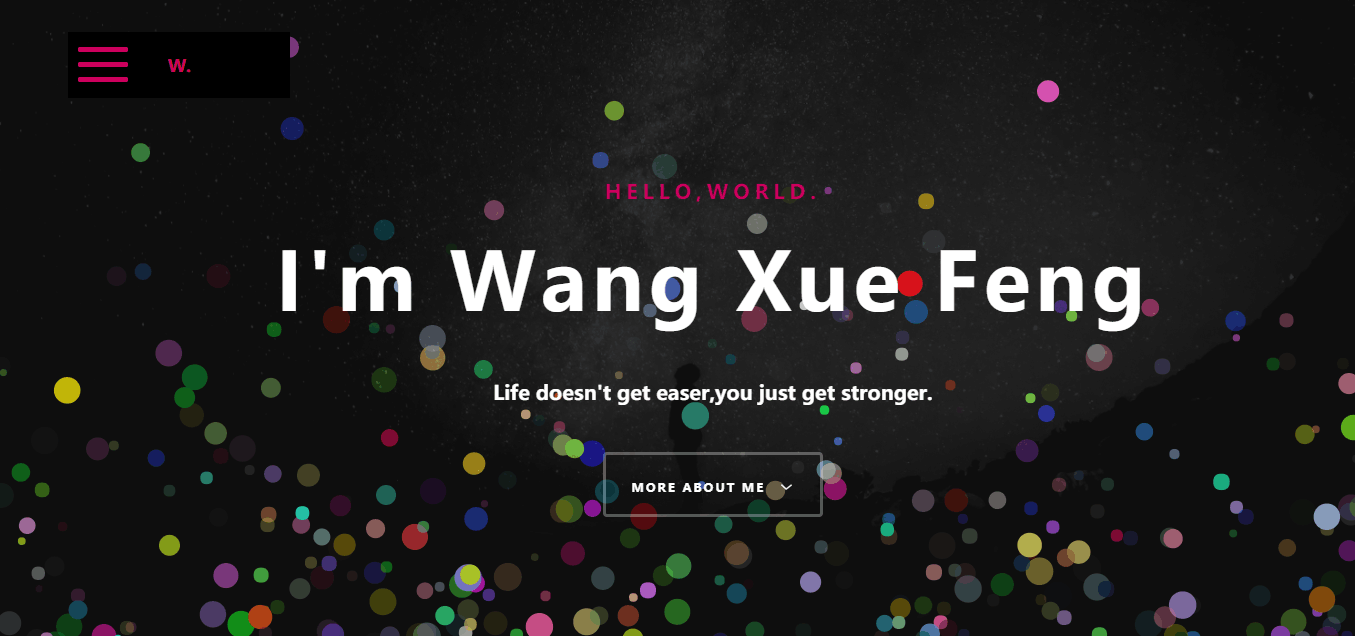 W.
HELLO,WORLD.
I'm Wang Xue Feng
Life doesn't get easer,you just get stronger.
MORE ABOUT ME